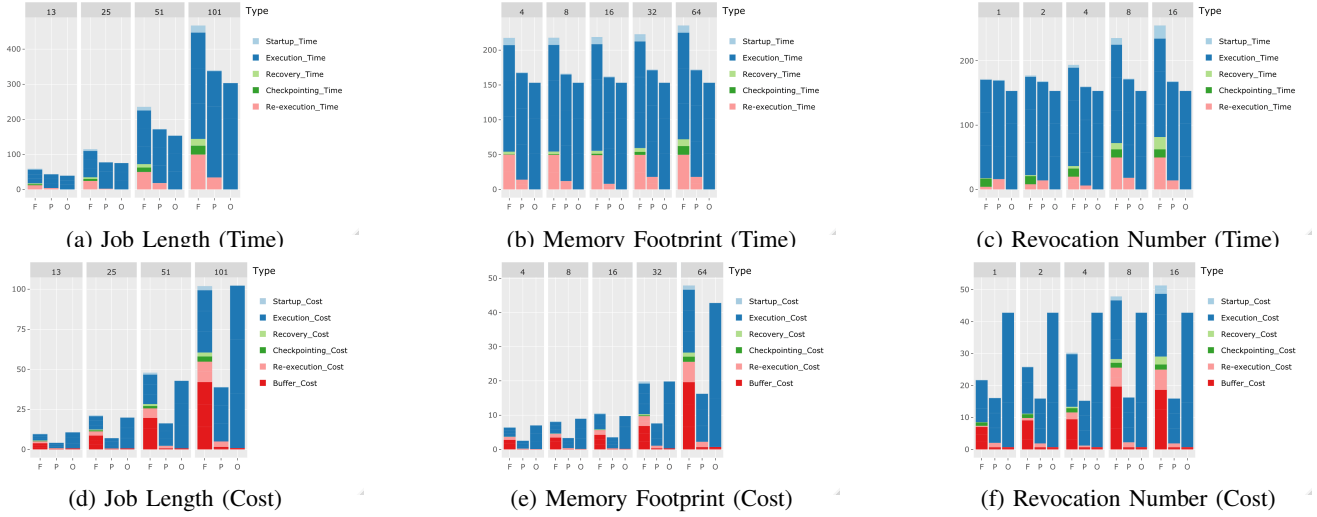 13 25 51 101 Type
400
300
200
100
0
Startup_Time
Execution_Time
Recovery_Time
Checkpointing_Time
Re-execution_Time
F P O F P O F P O F P O
(a) Job Length (Time)
4 8 16 32 64 Type
200
150
100
50
0
Startup_Time
Execution_Time
Recovery_Time
Checkpointing_Time
Re-execution_Time
F P O F P O F P O F P O F P O
(b) Memory Footprint (Time)
1 2 4 8 16 Type
200
100
0
Startup_Time
Execution_Time
Recovery_Time
Checkpointing_Time
Re-execution_Time
F P O F P O F P O F P O F P O
(c) Revocation Number (Time)
13 25 51 101 Type
100
75
50
25
0
Startup_Cost
Execution_Cost
Recovery_Cost
Checkpointing_Cost
Re-execution_Cost
Buffer_Cost
F P O F P O F P O F P O
(d) Job Length (Cost)
4 8 16 32 64 Type
50
40
30
20
10
0
Startup_Cost
Execution_Cost
Recovery_Cost
Checkpointing_Cost
Re-execution_Cost
Buffer_Cost
F P O F P O F P O F P O F P O
(e) Memory Footprint (Cost)
1 2 4 8 16 Type
50
40
30
20
10
0
Startup_Cost
Execution_Cost
Recovery_Cost
Checkpointing_Cost
Re-execution_Cost
Buffer_Cost
F P O F P O F P O F P O F P O
(f) Revocation Number (Cost)